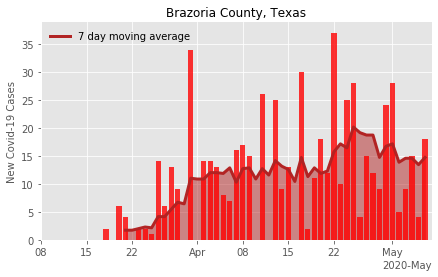 Brazoria County, Texas
7 day moving average
New Covid-19 Cases
35
30
25
20
15
10
5
0
08 15 22 Apr 08 15 22 May
2020-May